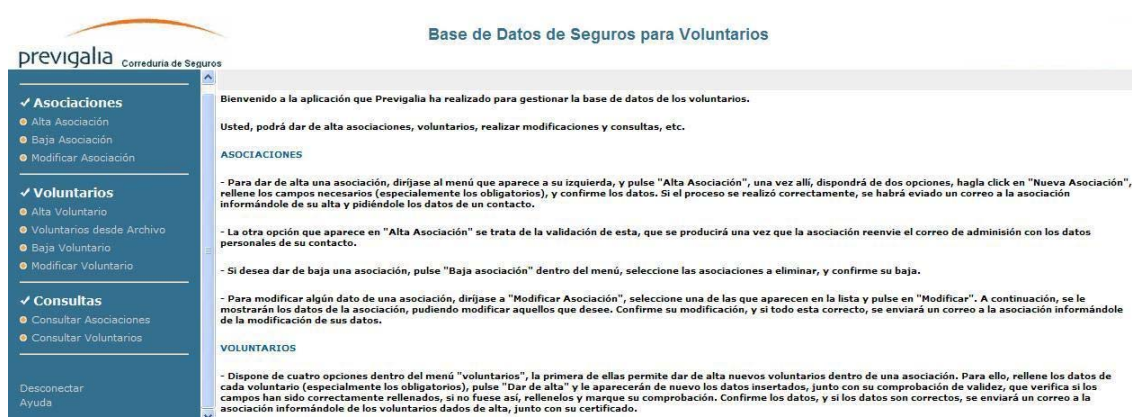 Base de Datos de Seguros para Voluntarios
previgalia Correduría de Seguros
✓ Asociaciones
Alta Asociación
Baja Asociación
Modificar Asociación
✓ Voluntarios
Alta Voluntario
Voluntarios desde Archivo
Baja Voluntario
Modificar Voluntario
✓ Consultas
Consultar Asociaciones
Consultar Voluntarios
Desconectar
Ayuda
Bienvenido a la aplicación que Previgalia ha realizado para gestionar la base de datos de los voluntarios.
Usted, podrá dar de alta asociaciones, voluntarios, realizar modificaciones y consultas, etc.
ASOCIACIONES
- Para dar de alta una asociación, diríjase al menú que aparece a su izquierda, y pulse "Alta Asociación", una vez allí, dispondrá de dos opciones, hagla click en "Nueva Asociación",
rellene los campos necesarios (especialemente los obligatorios), y confirme los datos. Si el proceso se realizó correctamente, se habrá eviado un correo a la asociación
informándole de su alta y pidiéndole los datos de un contacto.
- La otra opción que aparece en "Alta Asociación" se trata de la validación de esta, que se producirá una vez que la asociación reenvie el correo de adminisión con los datos
personales de su contacto.
- Si desea dar de baja una asociación, pulse "Baja asociación" dentro del menú, seleccione las asociaciones a eliminar, y confirme su baja.
- Para modificar algún dato de una asociación, diríjase a "Modificar Asociación", seleccione una de las que aparecen en la lista y pulse en "Modificar". A continuación, se le
mostrarán los datos de la asociación, pudiendo modificar aquellos que desee. Confirme su modificación, y si todo esta correcto, se enviará un correo a la asociación informándole
de la modificación de sus datos.
VOLUNTARIOS
- Dispone de cuatro opciones dentro del menú "voluntarios", la primera de ellas permite dar de alta nuevos voluntarios dentro de una asociación. Para ello, rellene los datos de
cada voluntario (especialmente los obligatorios), pulse "Dar de alta" y le aparecerán de nuevo los datos insertados, junto con su comprobación de validez, que verifica si los
campos han sido correctamente rellenados, si no fuese así, rellenelos y marque su comprobación. Confirme los datos, y si los datos son correctos, se enviará un correo a la
asociación informándole de los voluntarios dados de alta, junto con su certificado.